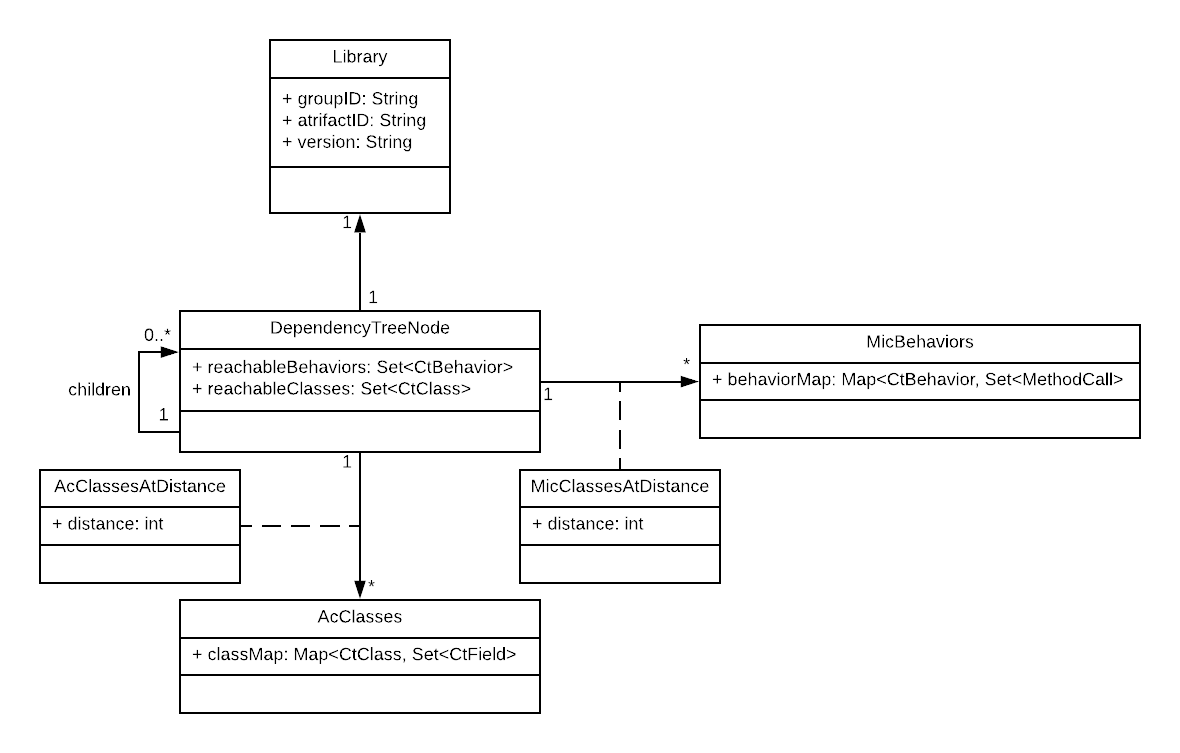 Library
+ groupID: String
+ atrifactID: String
+ version: String
1
1
DependencyTreeNode
+ reachableBehaviors: Set<CtBehavior>
+ reachableClasses: Set<CtClass>
0..*
children
1
1
*
MicBehaviors
+ behaviorMap: Map<CtBehavior, Set<MethodCall>
1
AcClassesAtDistance
+ distance: int
MicClassesAtDistance
+ distance: int
*
AcClasses
+ classMap: Map<CtClass, Set<CtField>